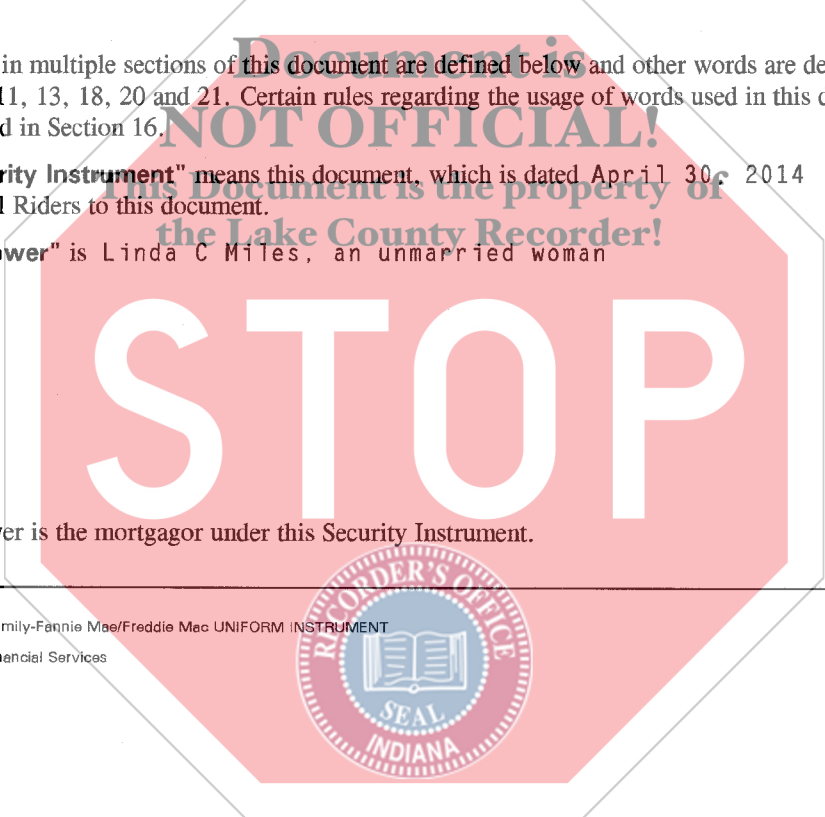 Document is
in multiple sections of this document are defined below and other words are de
11, 13, 18, 20 and 21. Certain rules regarding the usage of words used in this
d in Section 16.
NOT OFFICIAL!
rity Instrument" means this document, which is dated April 30, 2014
This Document is the property of
l Riders to this document.
the Lake County Recorder!
wer" is Linda C Miles, an unmarried woman
STOP
er is the mortgagor under this Security Instrument.
RECORDER'S OFFICE
mily-Fannie Mae/Freddie Mac UNIFORM INSTRUMENT
nancial Services
SEAL
INDIANA